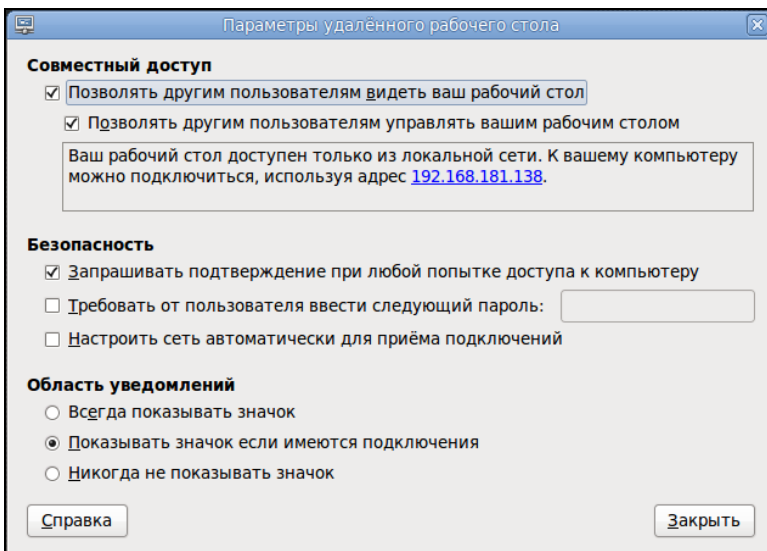 Параметры удалённого рабочего стола
Совместный доступ
Позволять другим пользователям видеть ваш рабочий стол
Позволять другим пользователям управлять вашим рабочим столом
Ваш рабочий стол доступен только из локальной сети. К вашему компьютеру
можно подключиться, используя адрес 192.168.181.138.
Безопасность
Запрашивать подтверждение при любой попытке доступа к компьютеру
Требовать от пользователя ввести следующий пароль:
Настроить сеть автоматически для приёма подключений
Область уведомлений
Всегда показывать значок
Показывать значок если имеются подключения
Никогда не показывать значок
Справка
Закрыть